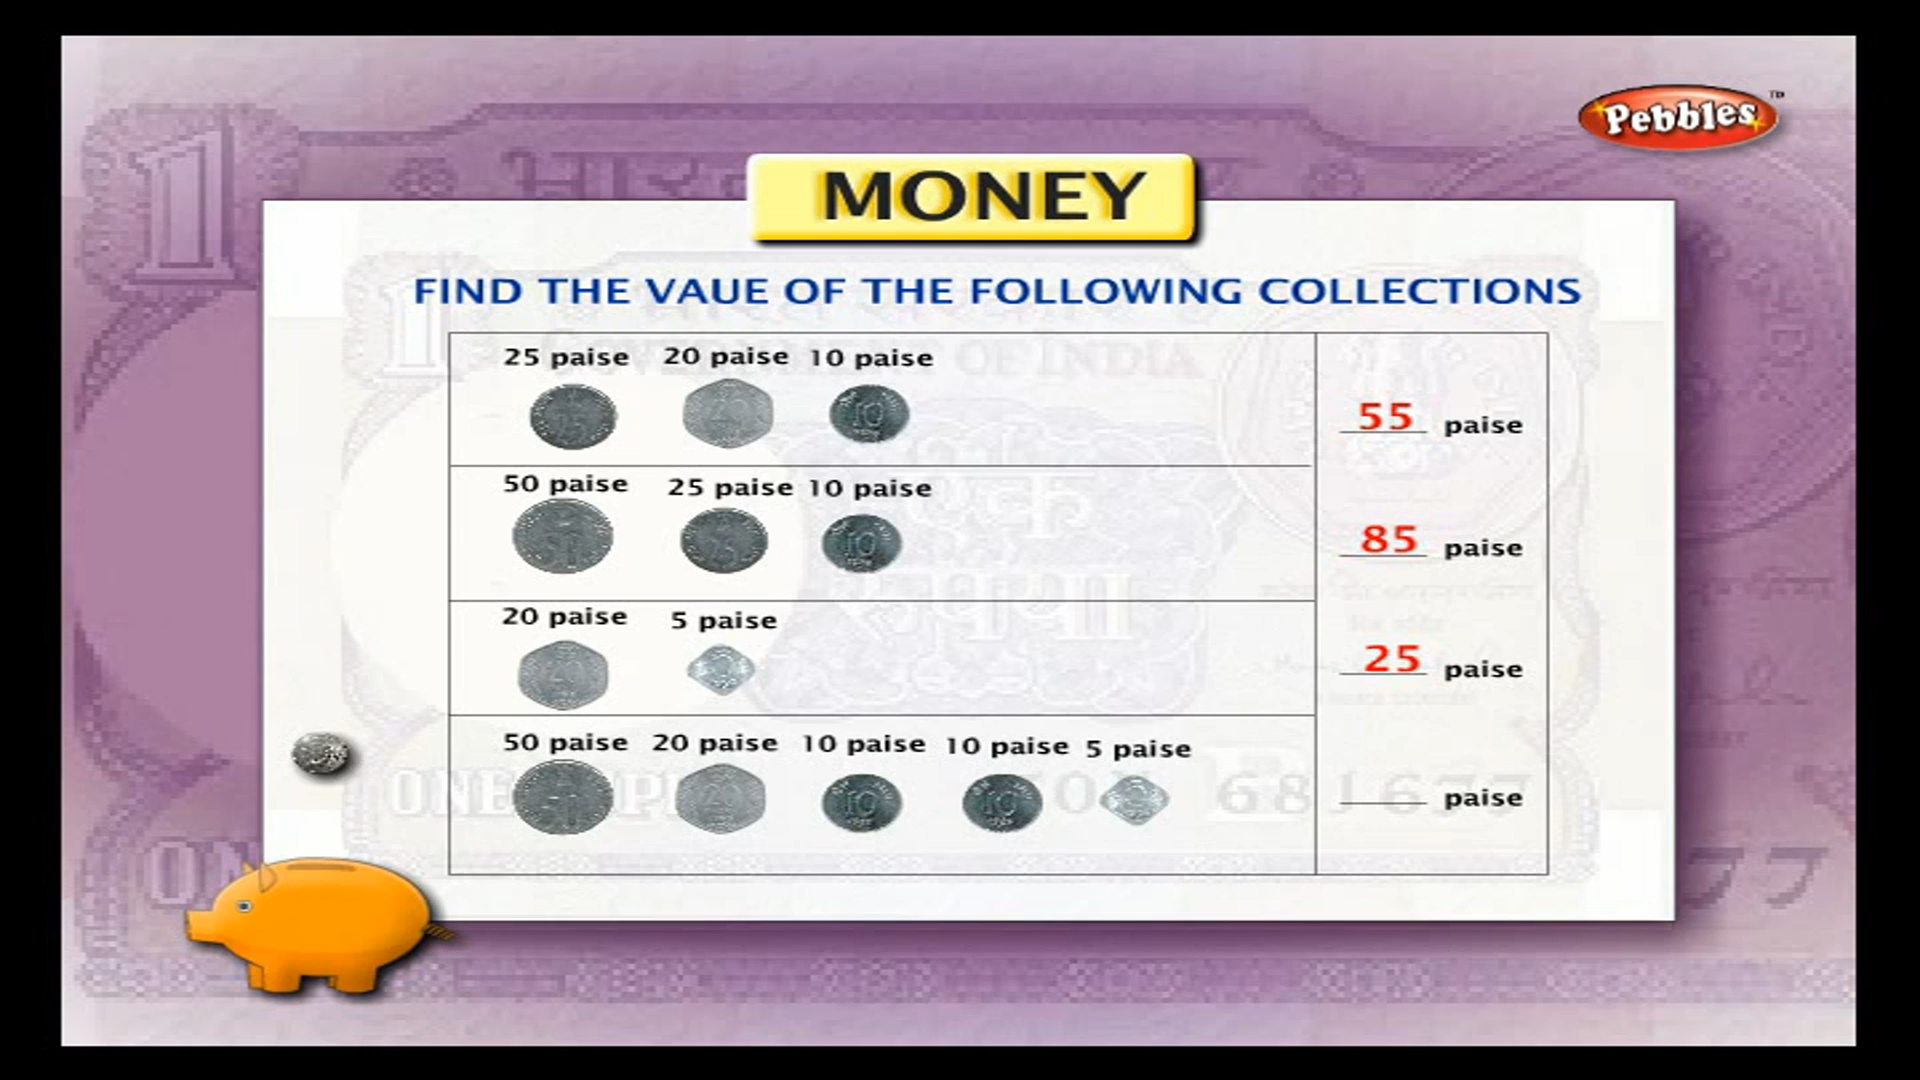 Pebbles TM
MONEY
FIND THE VAUE OF THE FOLLOWING COLLECTIONS
25 paise 20 paise 10 paise
55 paise
50 paise 25 paise 10 paise
85 paise
20 paise 5 paise
25 paise
50 paise 20 paise 10 paise 10 paise 5 paise
____ paise